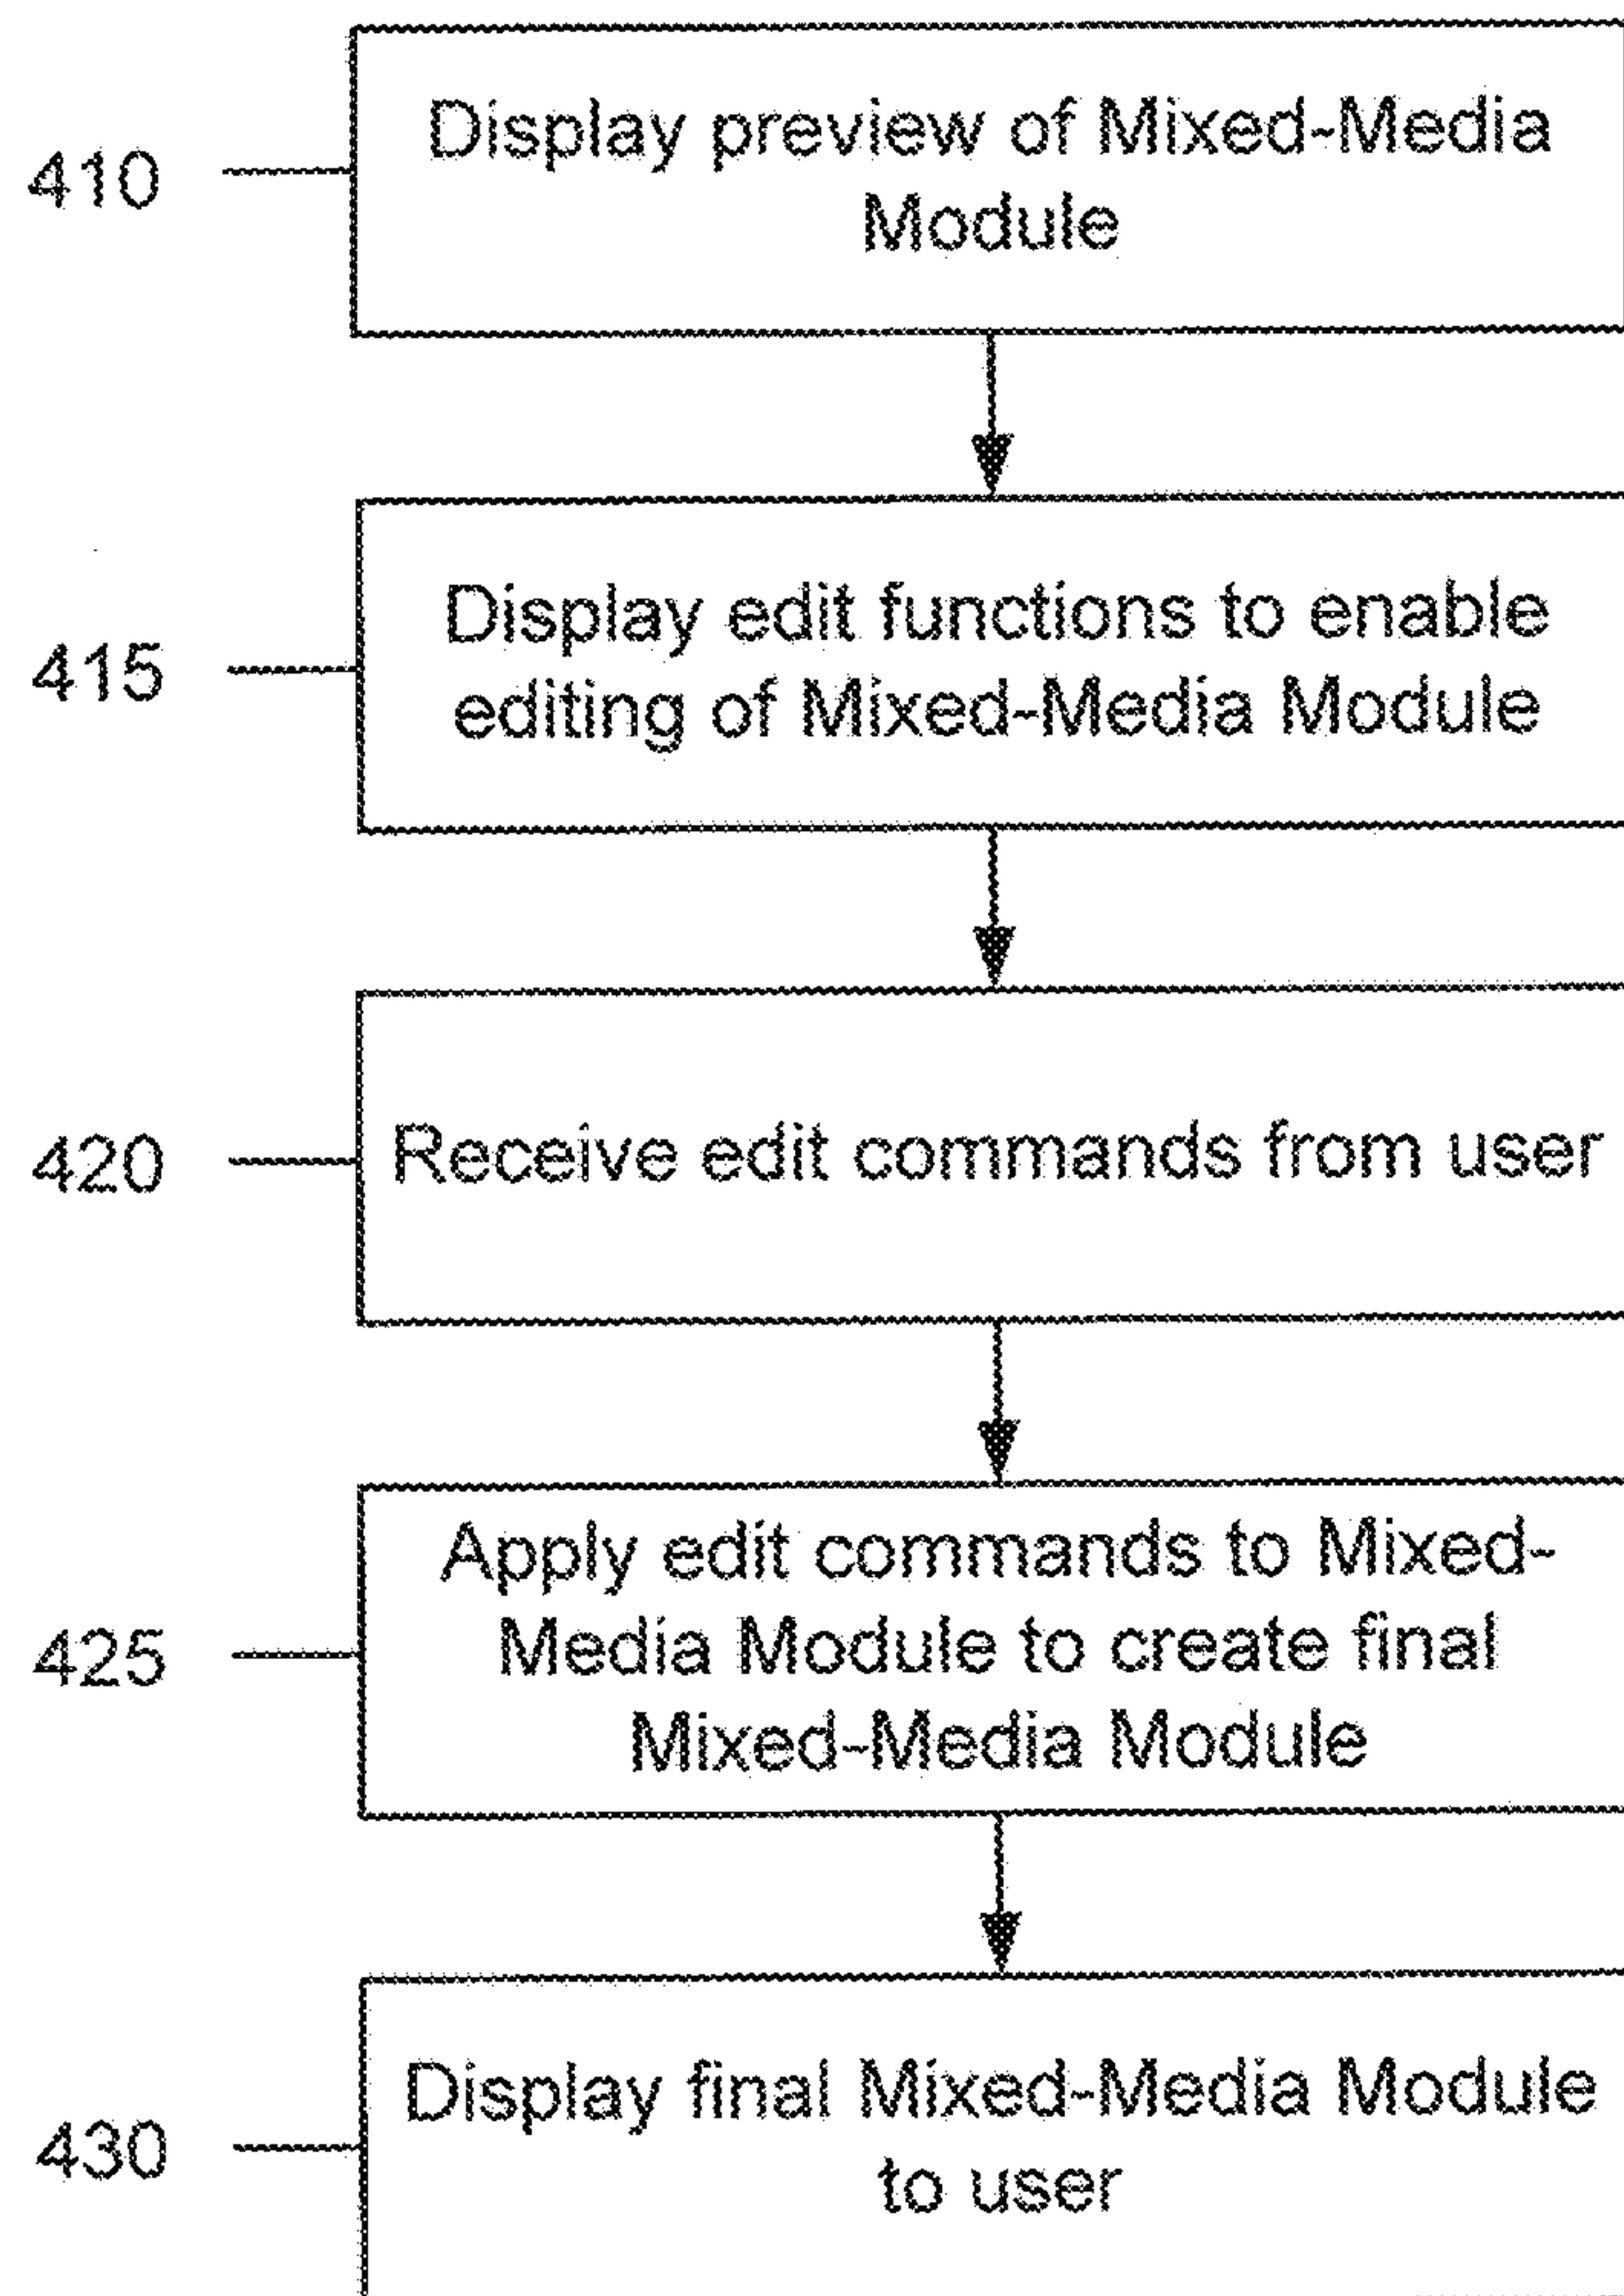 410
Display preview of Mixed-Media
Module
415
Display edit functions to enable
editing of Mixed-Media Module
420
Receive edit commands from user
425
Apply edit commands to Mixed-
Media Module to create final
Mixed-Media Module
430
Display final Mixed-Media Module
to user